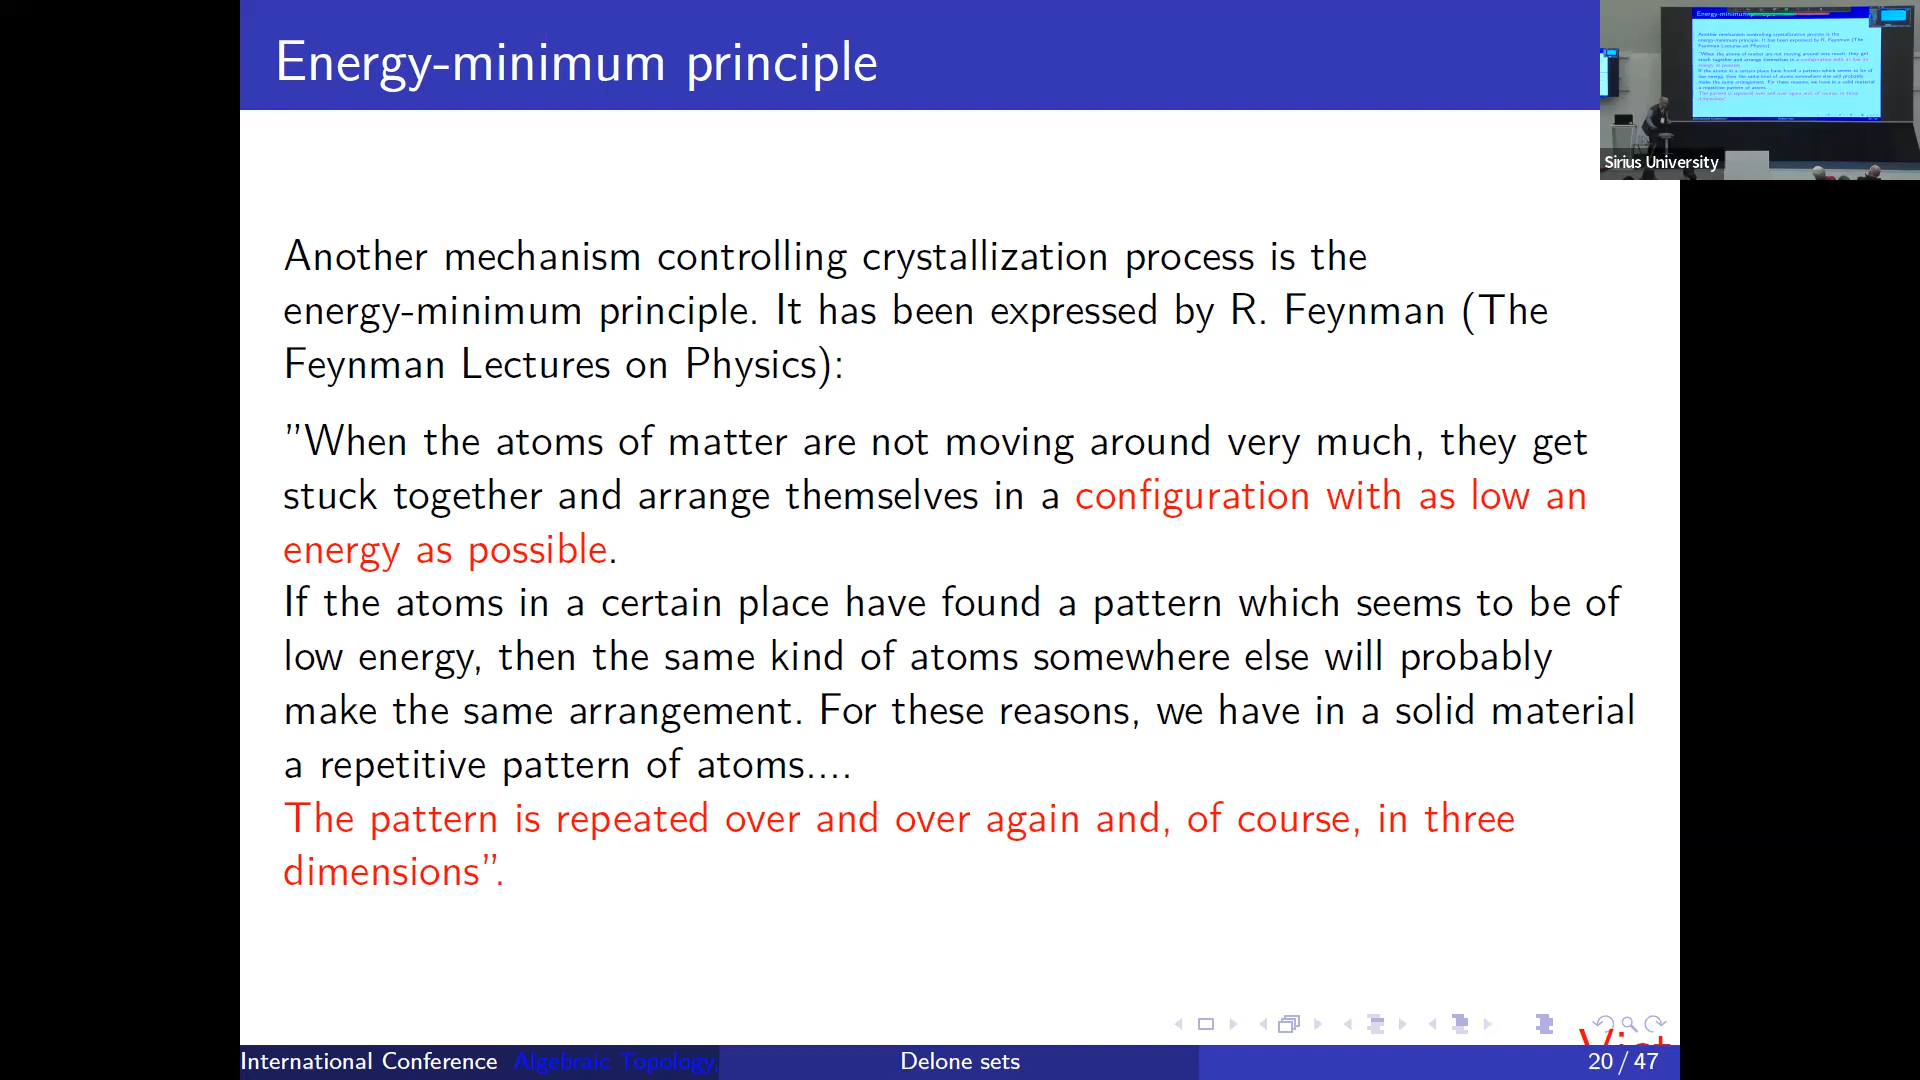 Energy-minimum principle
Another mechanism controlling crystallization process is the
energy-minimum principle. It has been expressed by R. Feynman (The
Feynman Lectures on Physics):
”When the atoms of matter are not moving around very much, they get
stuck together and arrange themselves in a configuration with as low an
energy as possible.
If the atoms in a certain place have found a pattern which seems to be of
low energy, then the same kind of atoms somewhere else will probably
make the same arrangement. For these reasons, we have in a solid material
a repetitive pattern of atoms....
The pattern is repeated over and over again and, of course, in three
dimensions”.
Sirius University
International Conference Algebraic Topology,
Delone sets
20 / 47